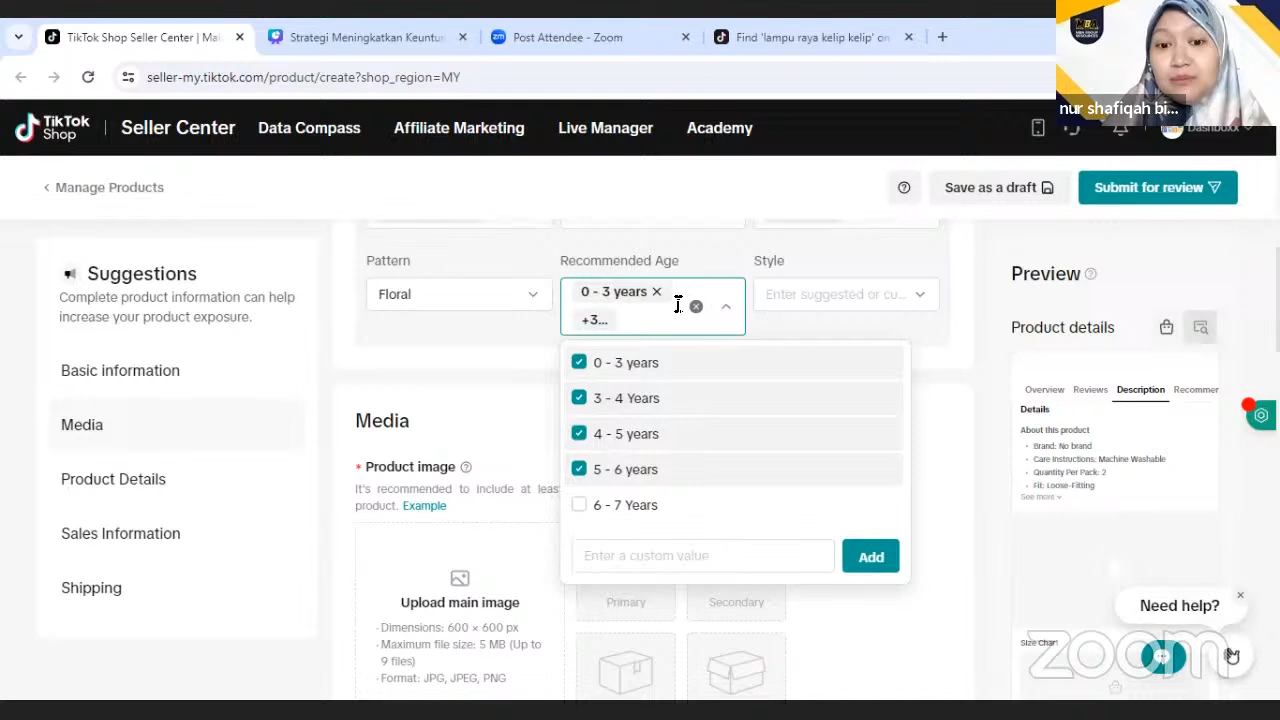 TikTok Shop Seller Center | Mai
Strategi Meningkatkan Keuntu
Post Attendee - Zoom
Find 'lampu raya kelip kelip' on
seller-my.tiktok.com/product/create?shop_region=MY
MBA
MBA GROUP
RESOURCES
nur shafiqah bi...
TikTok
Shop
Seller Center
Data Compass
Affiliate Marketing
Live Manager
Academy
Dashboxx
Manage Products
Save as a draft
Submit for review
Suggestions
Complete product information can help
increase your product exposure.
Basic information
Media
Product Details
Sales Information
Shipping
Pattern
Recommended Age
Style
Floral
0 - 3 years
+3...
Enter suggested or cu...
0 - 3 years
3 - 4 Years
4 - 5 years
5 - 6 years
6 - 7 Years
Enter a custom value
Add
Media
* Product image
It's recommended to include at leas
product. Example
Upload main image
- Dimensions: 600 × 600 px
- Maximum file size: 5 MB (Up to
9 files)
- Format: JPG, JPEG, PNG
Primary
Secondary
Preview
Product details
Overview Reviews Description Recommer
Details
About this product
• Brand: No brand
• Care Instructions: Machine Washable
• Quantity Per Pack: 2
• Fit: Loose-Fitting
See more
Need help?
Size Chart
zoom